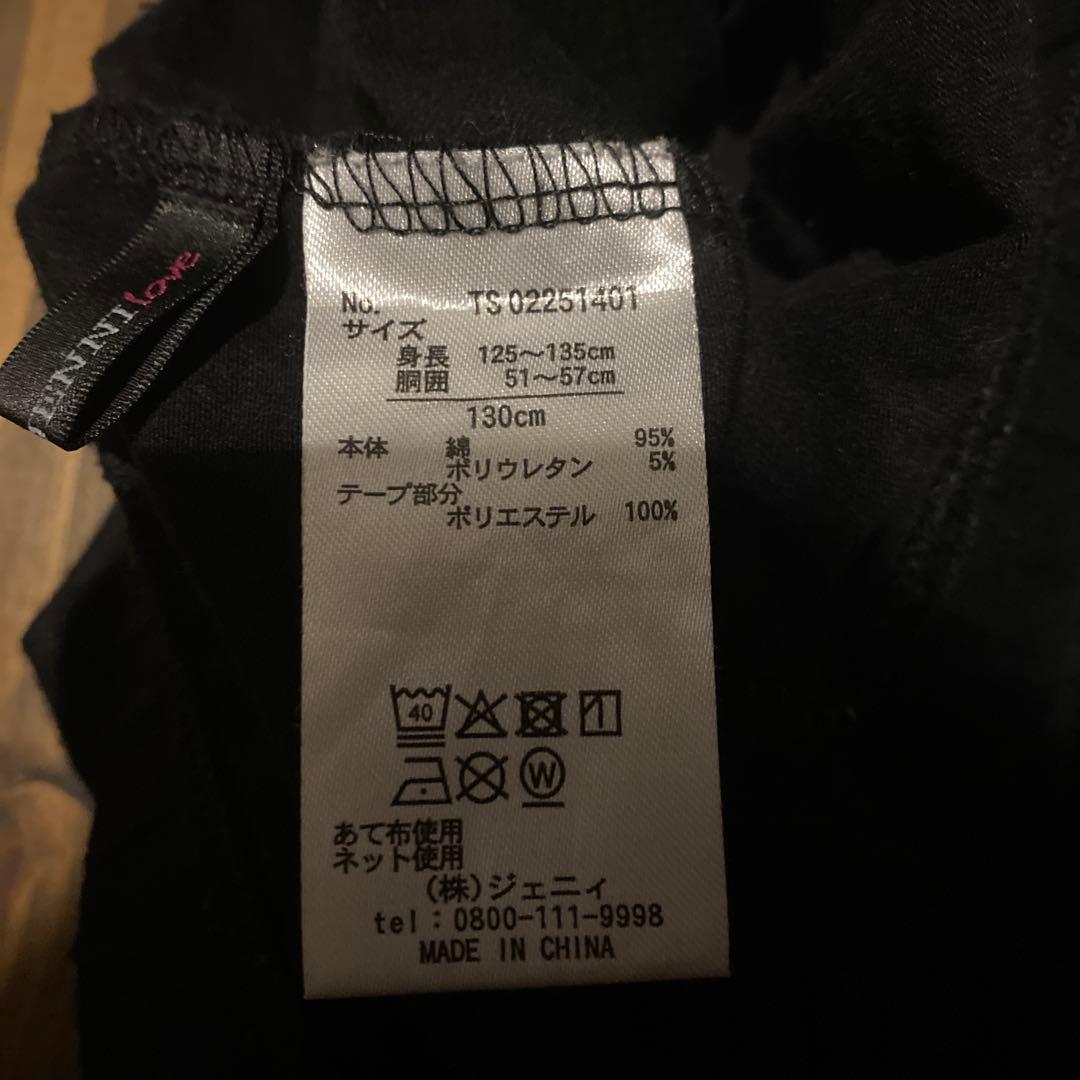 ENNI love
No. TS02251401
サイズ
身長 125～135cm
胴囲 51～57cm
130cm
本体 綿 95%
ポリウレタン 5%
テープ部分
ポリエステル 100%
40
W
あて布使用
ネット使用
(株)ジェニィ
tel：0800-111-9998
MADE IN CHINA